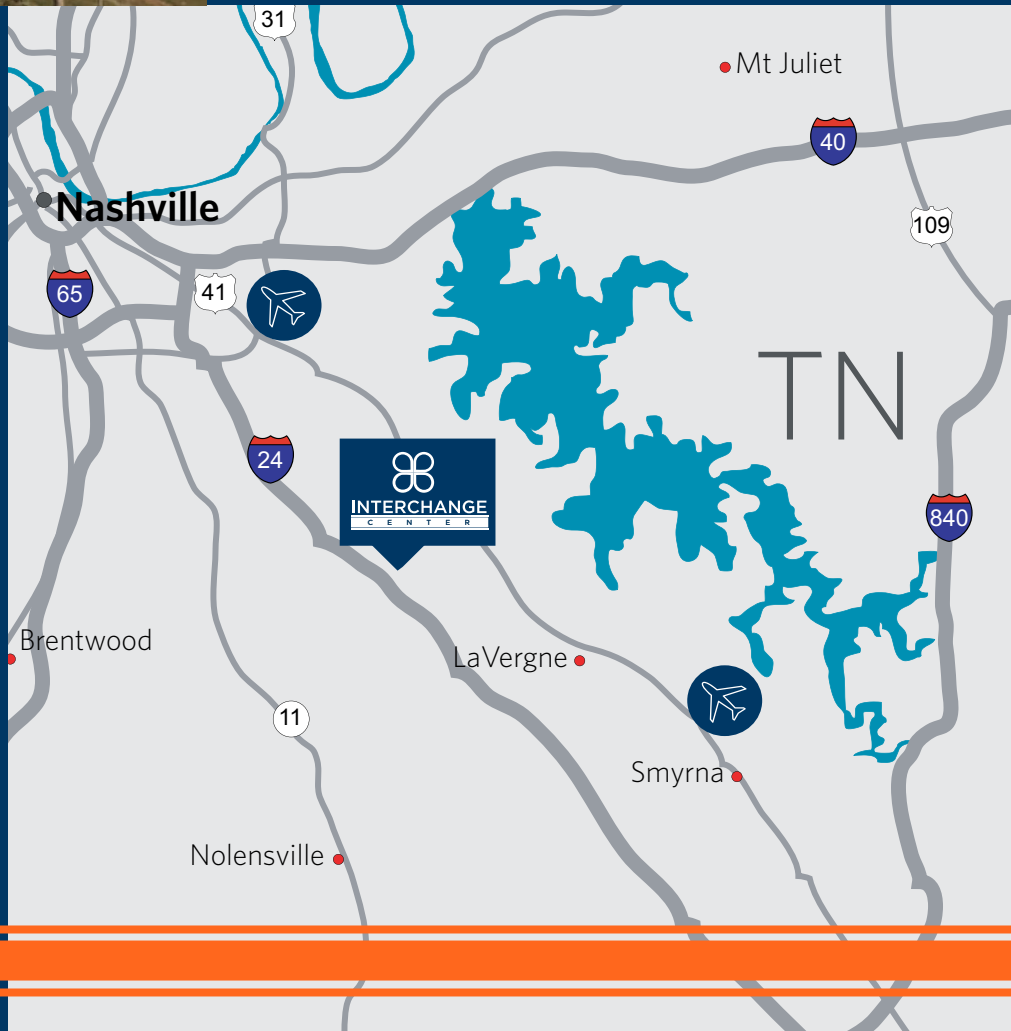 31
Mt Juliet
40
Nashville
109
65
41
TN
24
INTERCHANGE
CENTER
840
Brentwood
LaVergne
11
Smyrna
Nolensville